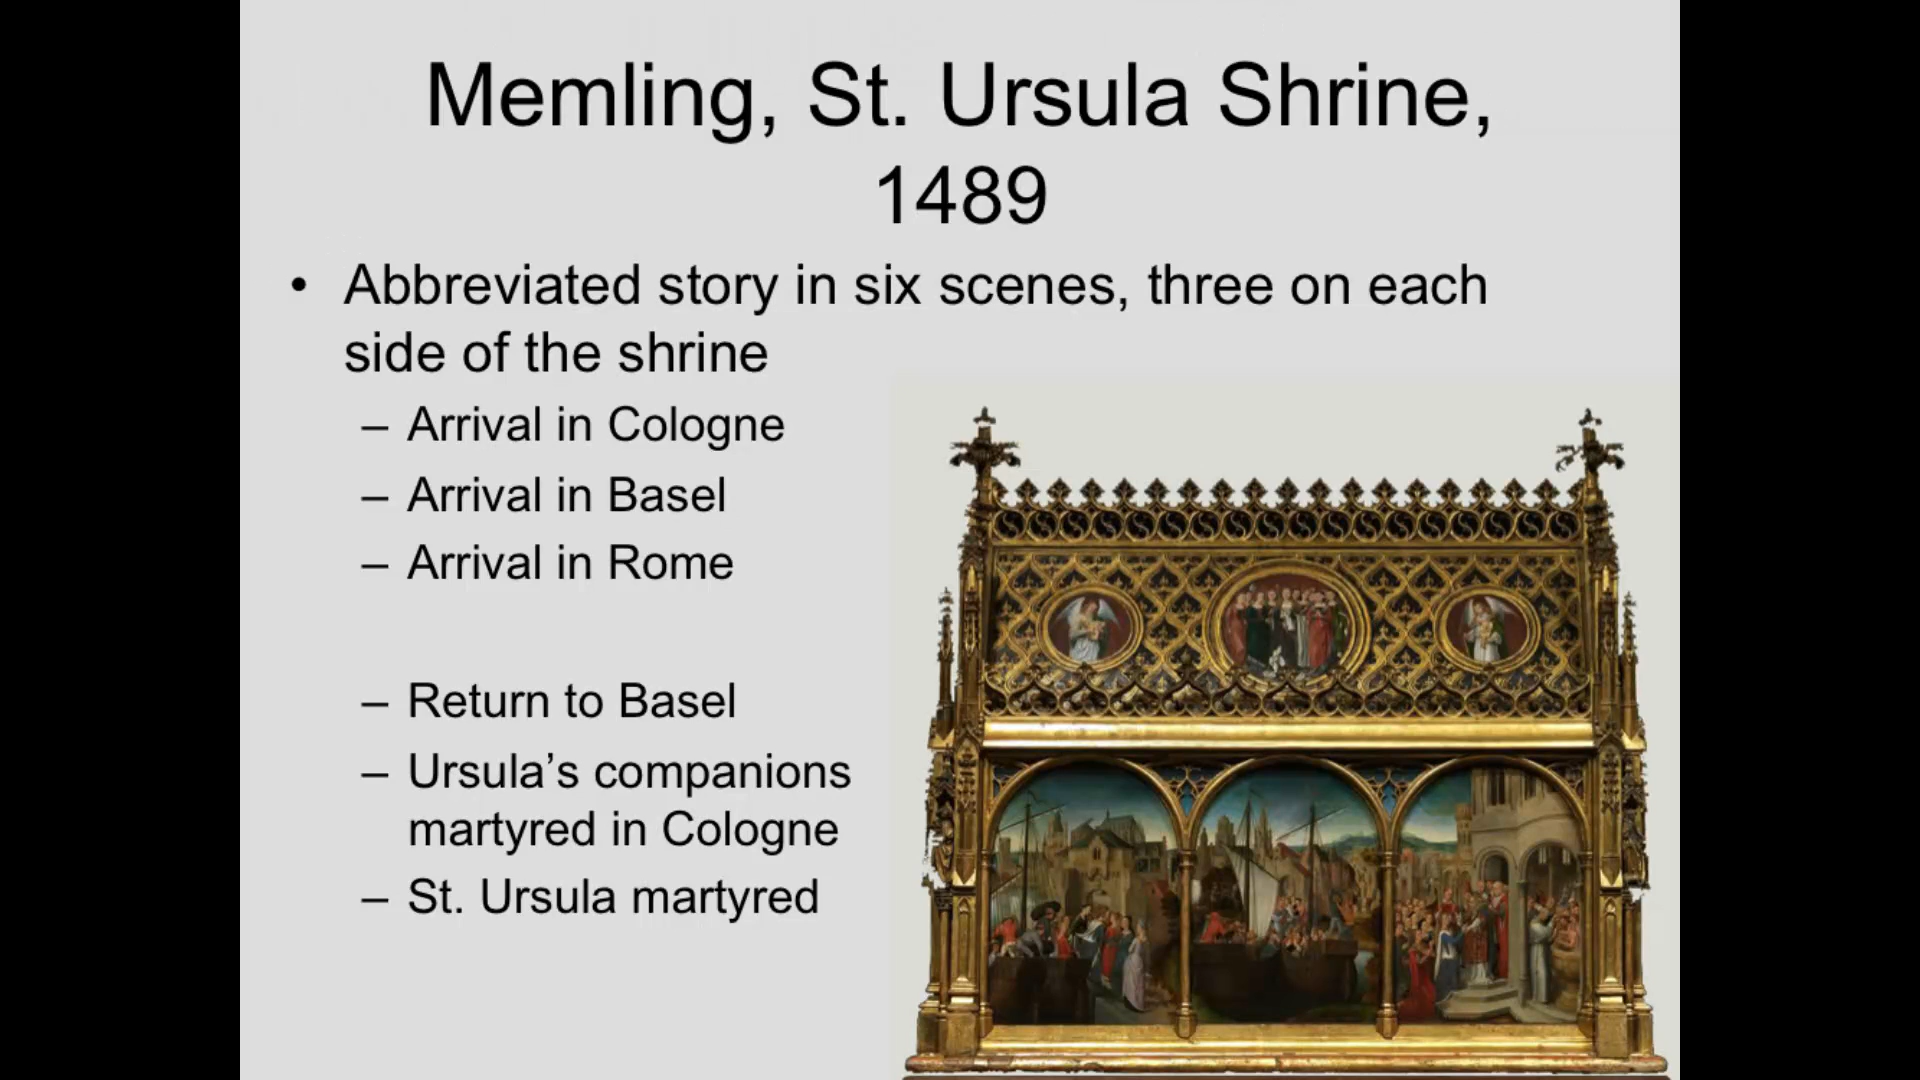 Memling, St. Ursula Shrine,
1489
• Abbreviated story in six scenes, three on each
side of the shrine
– Arrival in Cologne
– Arrival in Basel
– Arrival in Rome
– Return to Basel
– Ursula’s companions
martyred in Cologne
– St. Ursula martyred